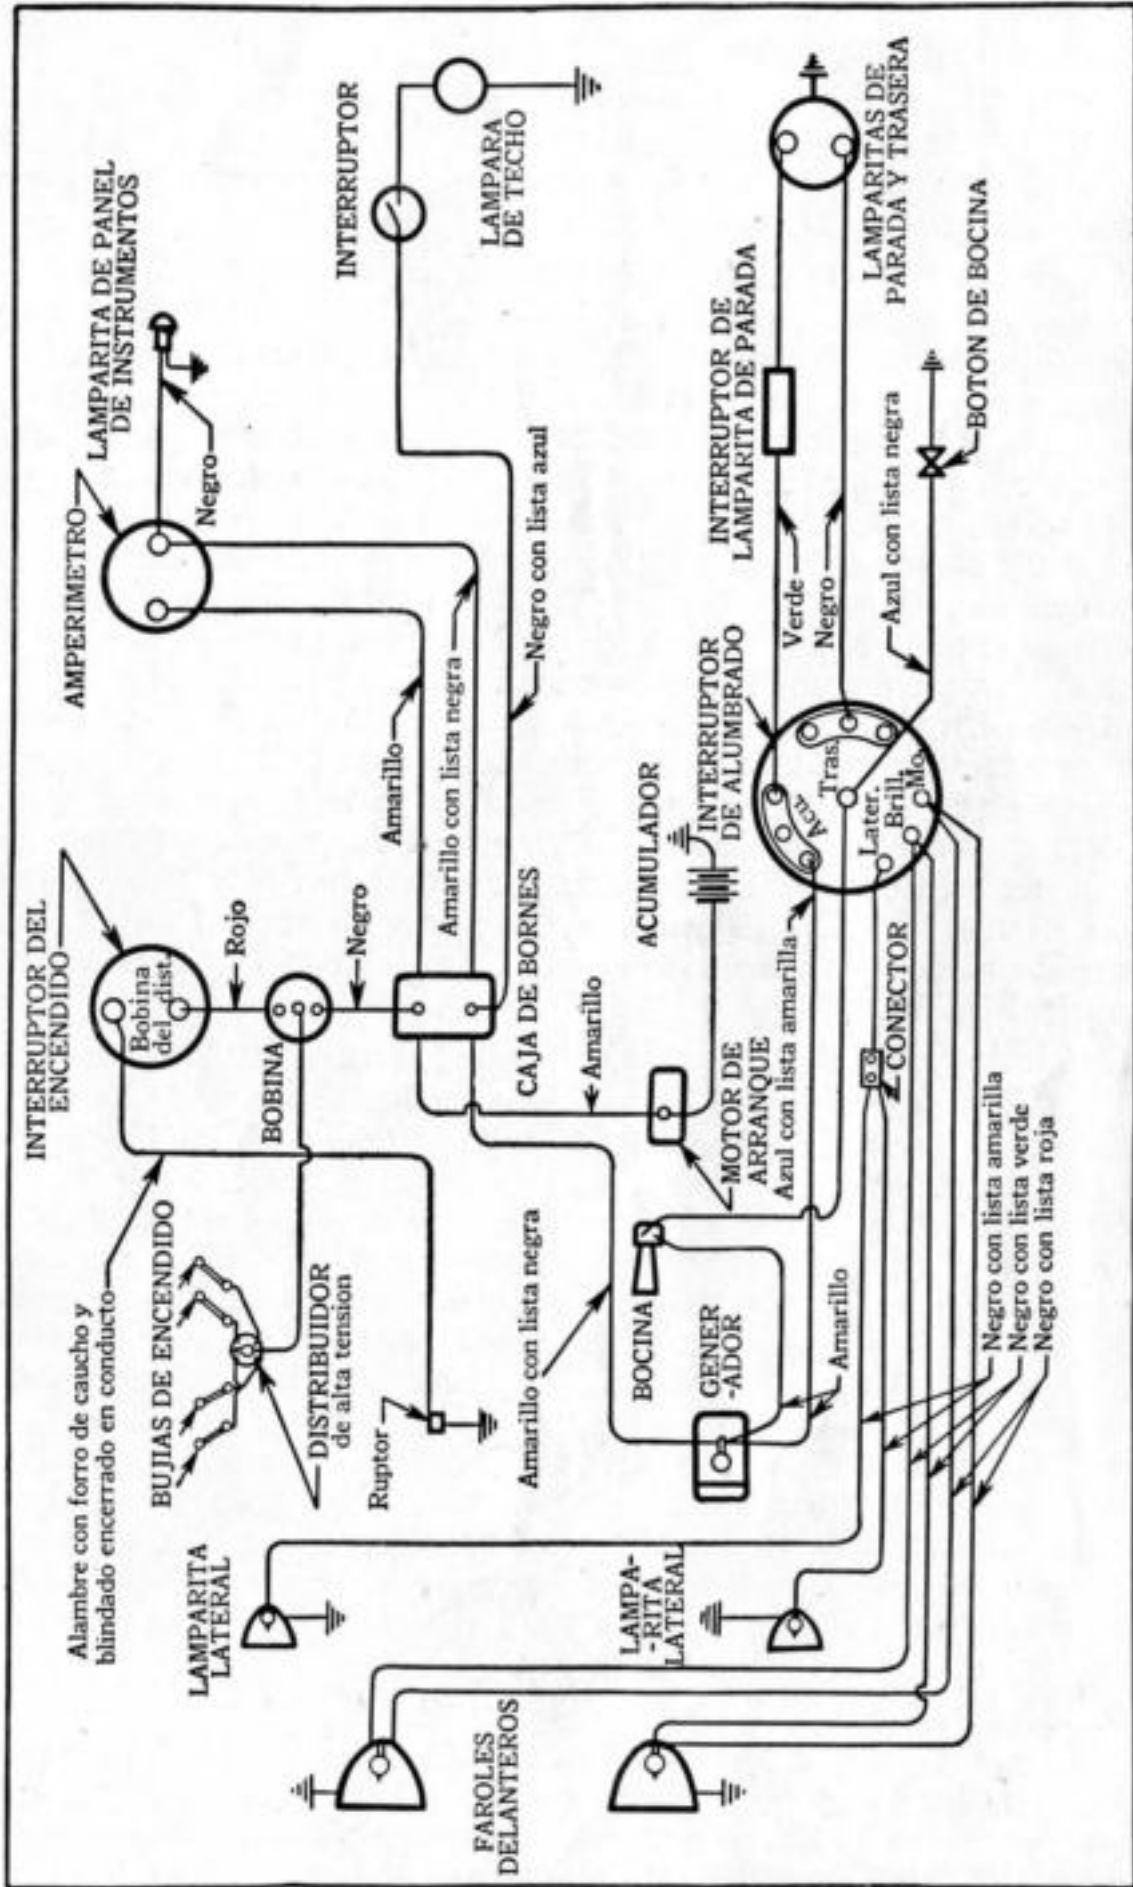 Alambre con forro de caucho y
blindado encerrado en conducto
INTERRUPTOR DEL
ENCENDIDO
AMPERIMETRO
LAMPARITA DE PANEL
DE INSTRUMENTOS
BUJIAS DE ENCENDIDO
Bobina
del dist.
Rojo
Negro
BOBINA
Negro
INTERRUPTOR
LAMPARITA
LATERAL
DISTRIBUIDOR
de alta tension
Ruptor
Amarillo
Amarillo con lista negra
CAJA DE BORNES
Negro con lista azul
LAMPARA
DE TECHO
FAROLES
DELANTEROS
Amarillo con lista negra
Amarillo
LAMPA-
-RITA
LATERAL
BOCINA
GENER
-ADOR
MOTOR DE
ARRANQUE
ACUMULADOR
INTERRUPTOR
DE ALUMBRADO
INTERRUPTOR DE
LAMPARITA DE PARADA
Azul con lista amarilla
Amarillo
Acu.
Tras.
Later.
Brill.
Mo.
Verde
Negro
LAMPARITAS DE
PARADA Y TRASERA
Azul con lista negra
BOTON DE BOCINA
CONECTOR
Negro con lista amarilla
Negro con lista verde
Negro con lista roja